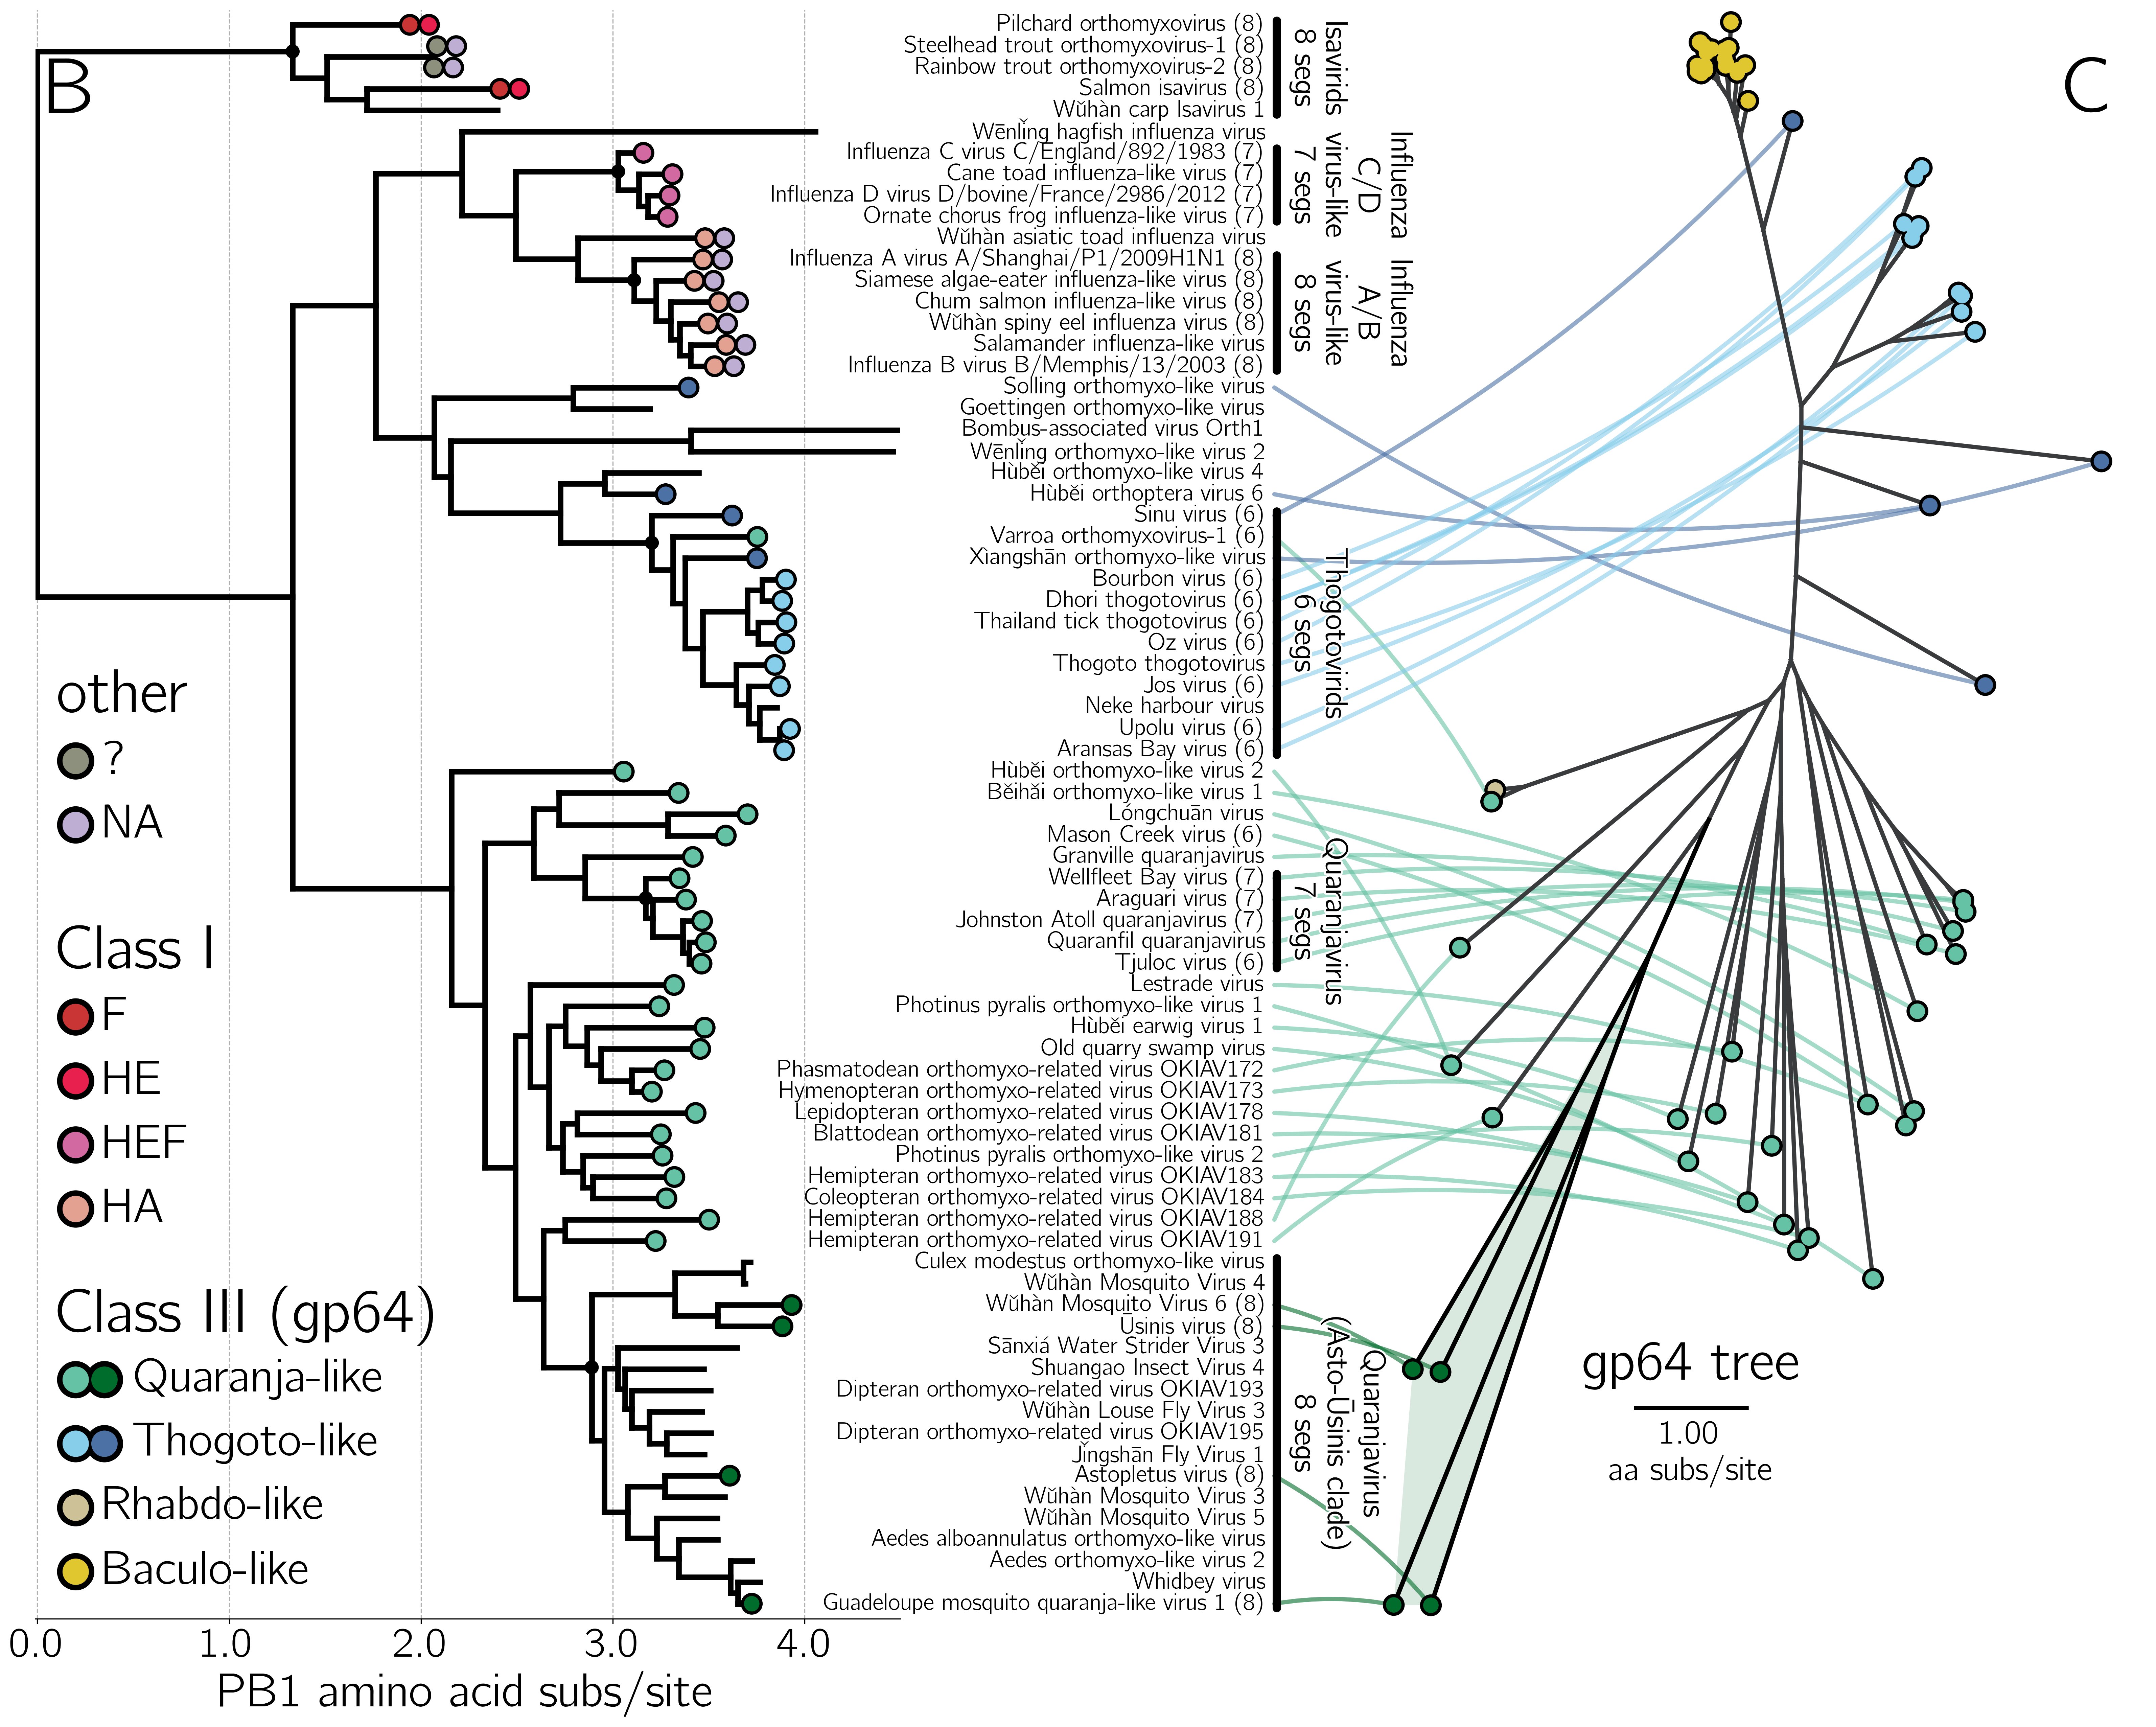 B
C
Pilchard orthomyxovirus (8)
Steelhead trout orthomyxovirus-1 (8)
Rainbow trout orthomyxovirus-2 (8)
Salmon isavirus (8)
Wǔhàn carp Isavirus 1
Wēnlǐng hagfish influenza virus
Influenza C virus C/England/892/1983 (7)
Cane toad influenza-like virus (7)
Influenza D virus D/bovine/France/2986/2012 (7)
Ornate chorus frog influenza-like virus (7)
Wǔhàn asiatic toad influenza virus
Influenza A virus A/Shanghai/P1/2009H1N1 (8)
Siamese algae-eater influenza-like virus (8)
Chum salmon influenza-like virus (8)
Wǔhàn spiny eel influenza virus (8)
Salamander influenza-like virus
Influenza B virus B/Memphis/13/2003 (8)
Solling orthomyxo-like virus
Goettingen orthomyxo-like virus
Bombus-associated virus Orth1
Wēnlǐng orthomyxo-like virus 2
Hùběi orthomyxo-like virus 4
Hùběi orthoptera virus 6
Sinu virus (6)
Varroa orthomyxovirus-1 (6)
Xìangshān orthomyxo-like virus
Bourbon virus (6)
Dhori thogotovirus (6)
Thailand tick thogotovirus (6)
Oz virus (6)
Thogoto thogotovirus
Jos virus (6)
Neke harbour virus
Upolu virus (6)
Aransas Bay virus (6)
Hùběi orthomyxo-like virus 2
Běihǎi orthomyxo-like virus 1
Lóngchuān virus
Mason Creek virus (6)
Granville quaranjavirus
Wellfleet Bay virus (7)
Araguari virus (7)
Johnston Atoll quaranjavirus (7)
Quaranfil quaranjavirus
Tjuloc virus (6)
Lestrade virus
Photinus pyralis orthomyxo-like virus 1
Hùběi earwig virus 1
Old quarry swamp virus
Phasmatodean orthomyxo-related virus OKIAV172
Hymenopteran orthomyxo-related virus OKIAV173
Lepidopteran orthomyxo-related virus OKIAV178
Blattodean orthomyxo-related virus OKIAV181
Photinus pyralis orthomyxo-like virus 2
Hemipteran orthomyxo-related virus OKIAV183
Coleopteran orthomyxo-related virus OKIAV184
Hemipteran orthomyxo-related virus OKIAV188
Hemipteran orthomyxo-related virus OKIAV191
Culex modestus orthomyxo-like virus
Wǔhàn Mosquito Virus 4
Wǔhàn Mosquito Virus 6 (8)
Ūsinis virus (8)
Sānxiá Water Strider Virus 3
Shuangao Insect Virus 4
Dipteran orthomyxo-related virus OKIAV193
Wǔhàn Louse Fly Virus 3
Dipteran orthomyxo-related virus OKIAV195
Jǐngshān Fly Virus 1
Astopletus virus (8)
Wǔhàn Mosquito Virus 3
Wǔhàn Mosquito Virus 5
Aedes alboannulatus orthomyxo-like virus
Aedes orthomyxo-like virus 2
Whidbey virus
Guadeloupe mosquito quaranja-like virus 1 (8)
Isavirids
8 segs
Influenza
C/D
virus-like
7 segs
Influenza
A/B
virus-like
8 segs
Thogotovirids
6 segs
Quaranjavirus
7 segs
Quaranjavirus
(Asto-Ūsinis clade)
8 segs
other
?
NA
Class I
F
HE
HEF
HA
Class III (gp64)
Quaranja-like
Thogoto-like
Rhabdo-like
Baculo-like
0.0 1.0 2.0 3.0 4.0
PB1 amino acid subs/site
gp64 tree
1.00
aa subs/site